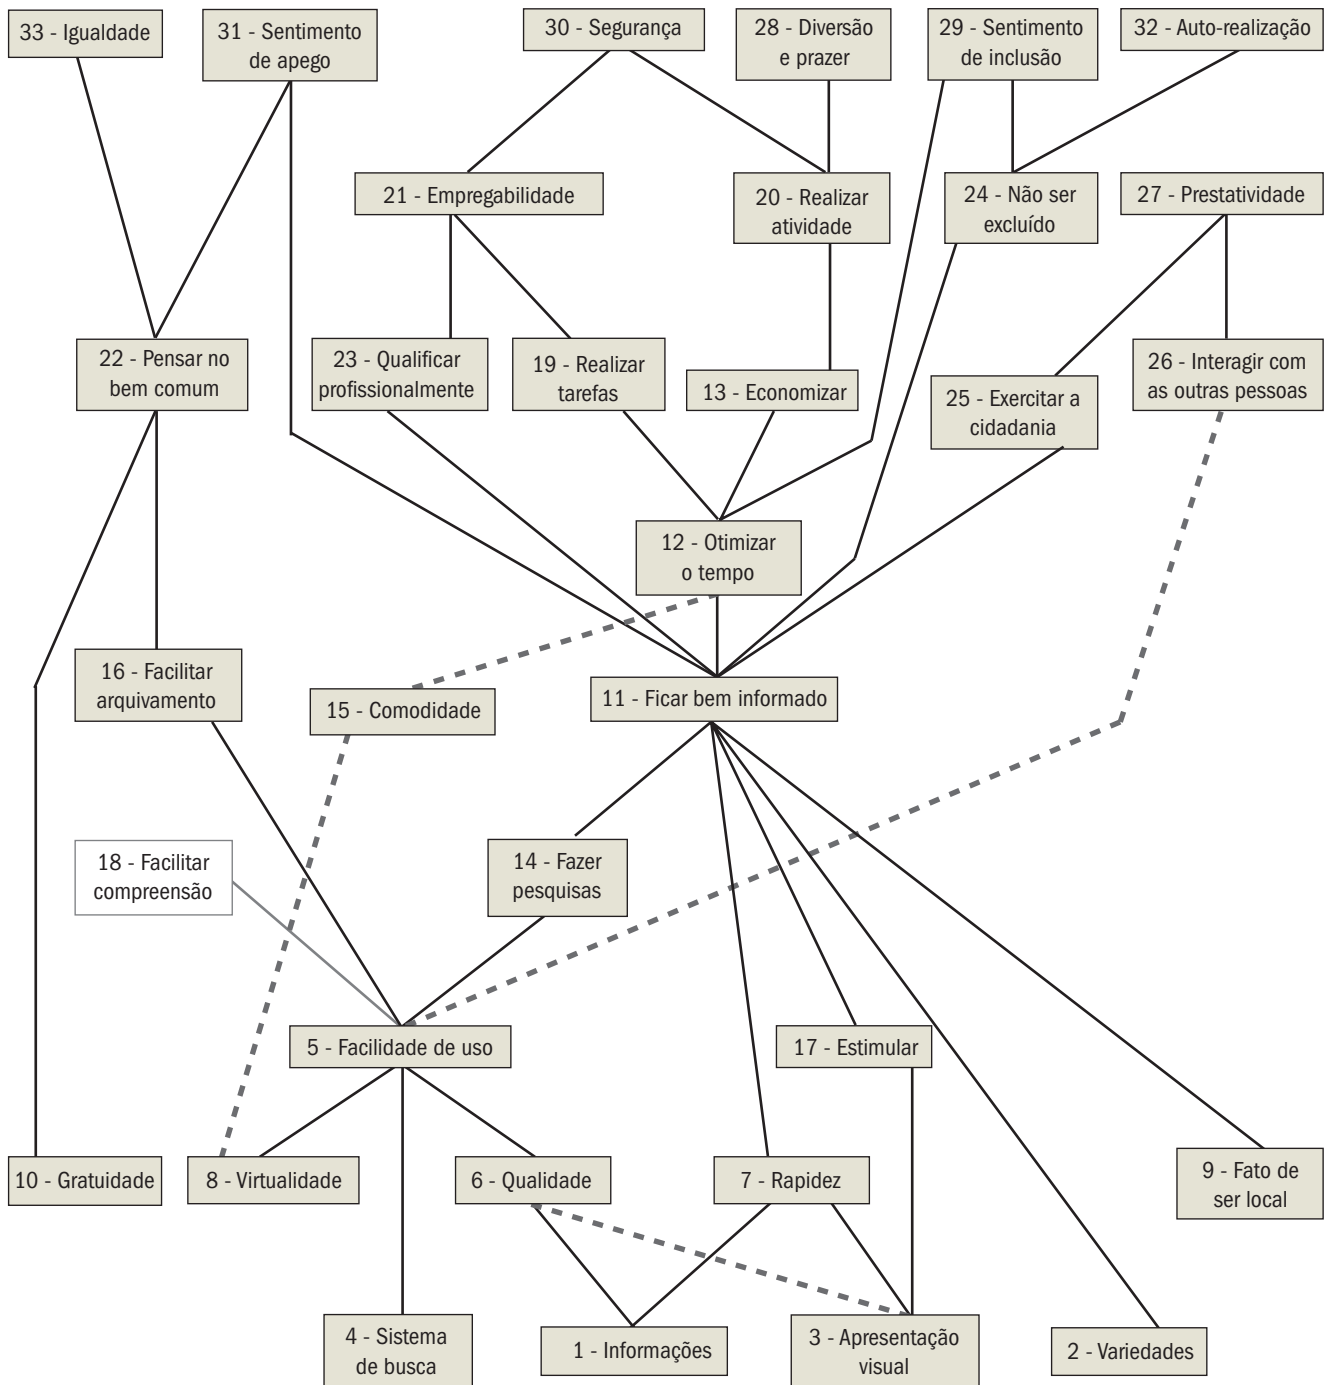 33 - Igualdade
31 - Sentimento
de apego
30 - Segurança
28 - Diversão
e prazer
29 - Sentimento
de inclusão
32 - Auto-realização
21 - Empregabilidade
20 - Realizar
atividade
24 - Não ser
excluído
27 - Prestatividade
22 - Pensar no
bem comum
23 - Qualificar
profissionalmente
19 - Realizar
tarefas
13 - Economizar
25 - Exercitar a
cidadania
26 - Interagir com
as outras pessoas
12 - Otimizar
o tempo
16 - Facilitar
arquivamento
15 - Comodidade
11 - Ficar bem informado
18 - Facilitar
compreensão
14 - Fazer
pesquisas
5 - Facilidade de uso
17 - Estimular
10 - Gratuidade
8 - Virtualidade
6 - Qualidade
7 - Rapidez
9 - Fato de
ser local
4 - Sistema
de busca
1 - Informações
3 - Apresentação
visual
2 - Variedades